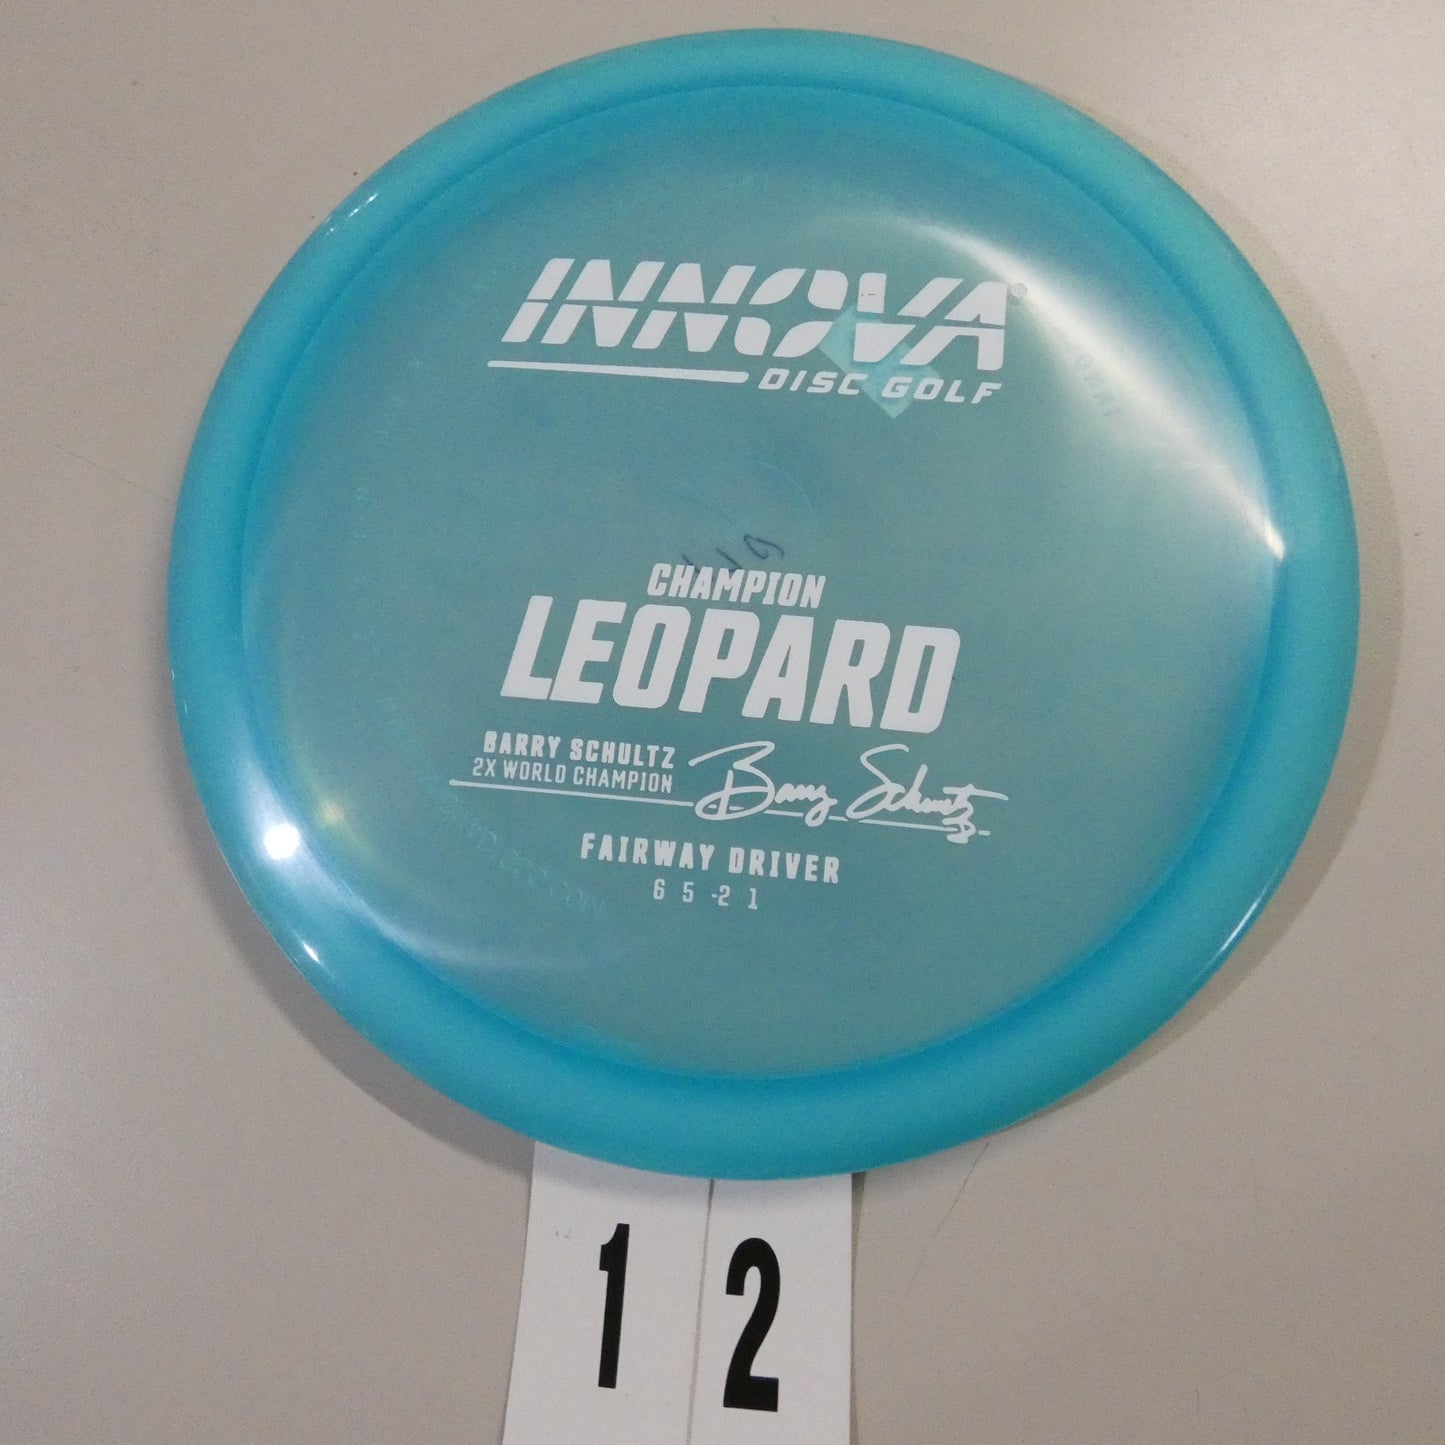 INNOVA®
DISC GOLF
CHAMPION
LEOPARD
BARRY SCHULTZ
2X WORLD CHAMPION
Barry Schultz
FAIRWAY DRIVER
6 5 -2 1
1 2